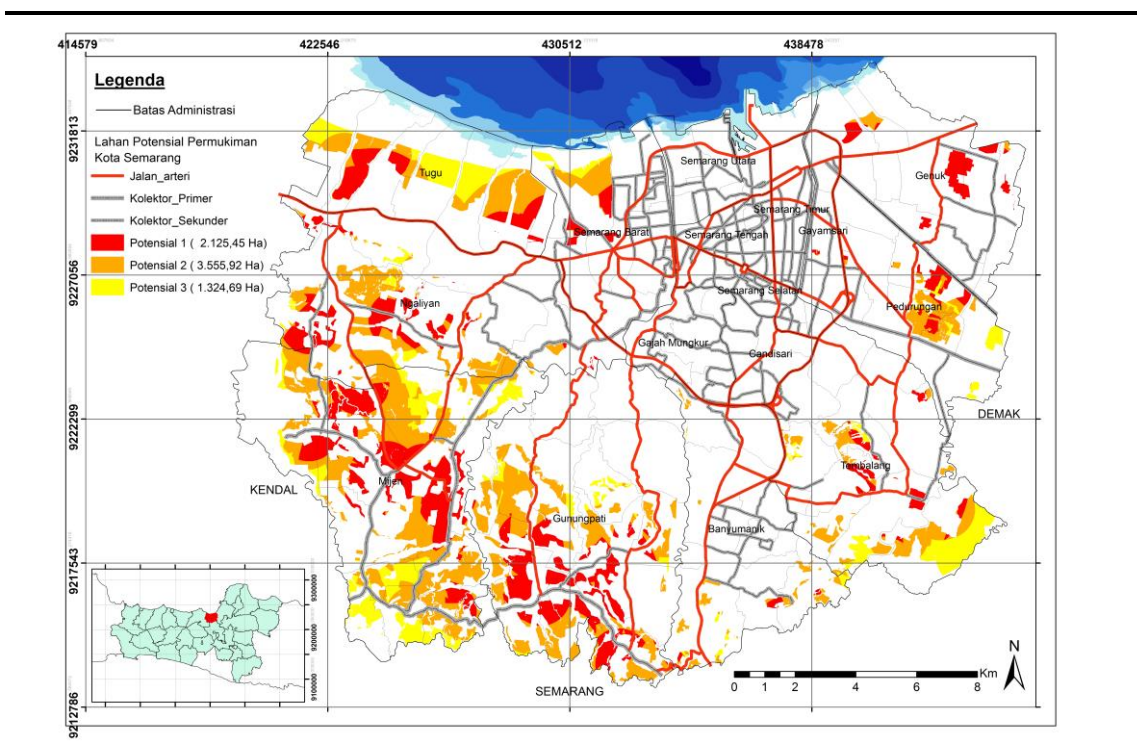 414579 422546 430512 438478
Legenda
Batas Administrasi
Lahan Potensial Permukiman
Kota Semarang
Jalan_arteri
Kolektor_Primer
Kolektor_Sekunder
Potensial 1 ( 2.125,45 Ha)
Potensial 2 ( 3.555,92 Ha)
Potensial 3 ( 1.324,69 Ha)
9231813
9227056
9222299
9217543
9212786
Tugu
Semarang Utara
Genuk
Semarang Timur
Semarang Barat
Semarang Tengah
Gayamsari
Semarang Selatan
Ngaliyan
Pedurungan
Gajah Mungkur
Candisari
DEMAK
Tembalang
Mijen
KENDAL
Gunungpati
Banyumanik
SEMARANG
9300000
9200000
9100000
N
Km
0 1 2 4 6 8